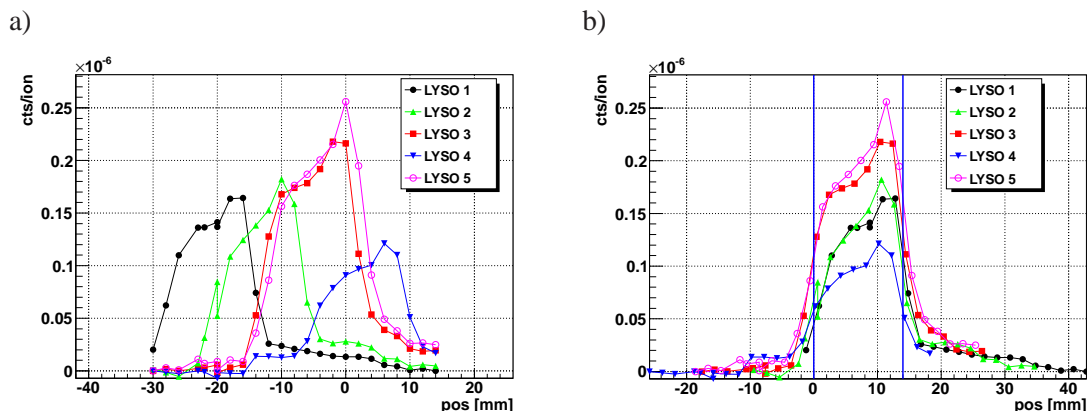 a)
b)
×10⁻⁶
cts/ion
0.25
0.2
0.15
0.1
0.05
0
-40
-30
-20
-10
0
10
20
pos [mm]
LYSO 1
LYSO 2
LYSO 3
LYSO 4
LYSO 5
×10⁻⁶
cts/ion
0.25
0.2
0.15
0.1
0.05
0
-20
-10
0
10
20
30
40
pos [mm]
LYSO 1
LYSO 2
LYSO 3
LYSO 4
LYSO 5